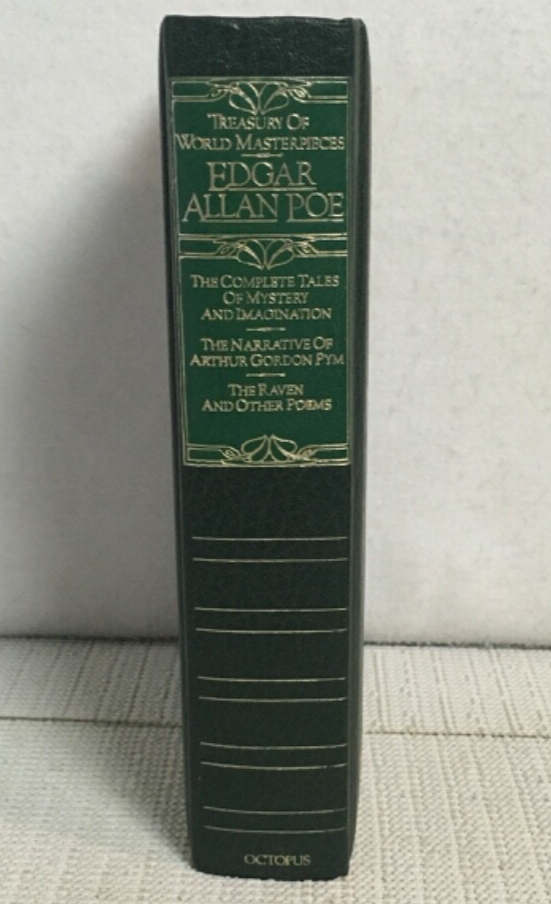 TREASURY OF
WORLD MASTERPIECES
EDGAR
ALLAN POE
THE COMPLETE TALES
OF MYSTERY
AND IMAGINATION
THE NARRATIVE OF
ARTHUR GORDON PYM
THE RAVEN
AND OTHER POEMS
OCTOPUS